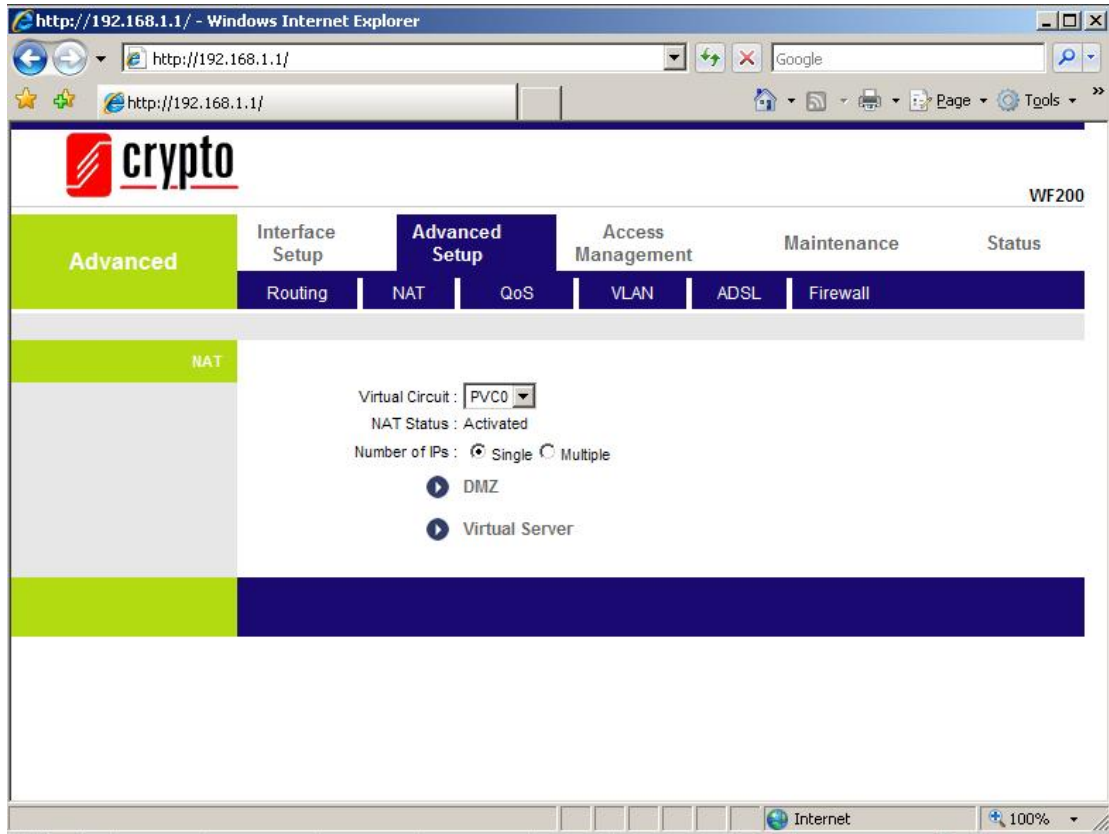 http://192.168.1.1/ - Windows Internet Explorer
http://192.168.1.1/
Google
http://192.168.1.1/
Page
Tools
»
crypto
WF200
Advanced
Interface Setup
Advanced Setup
Access Management
Maintenance
Status
Routing
NAT
QoS
VLAN
ADSL
Firewall
NAT
Virtual Circuit : PVC0
NAT Status : Activated
Number of IPs : Single Multiple
DMZ
Virtual Server
Internet
100%